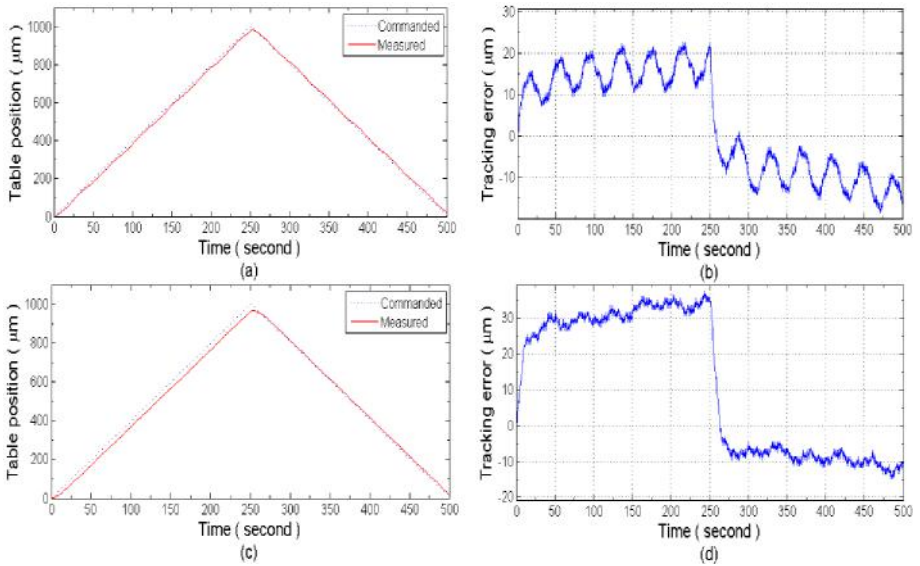 1000
800
600
400
200
0
Table position ( μm )
Commanded
Measured
0 50 100 150 200 250 300 350 400 450 500
Time ( second )
(a)
30
20
10
0
-10
Tracking error ( μm )
0 50 100 150 200 250 300 350 400 450 500
Time ( second )
(b)
1000
800
600
400
200
0
Table position ( μm )
Commanded
Measured
0 50 100 150 200 250 300 350 400 450 500
Time ( second )
(c)
30
20
10
0
-10
-20
Tracking error ( μm )
0 50 100 150 200 250 300 350 400 450 500
Time ( second )
(d)